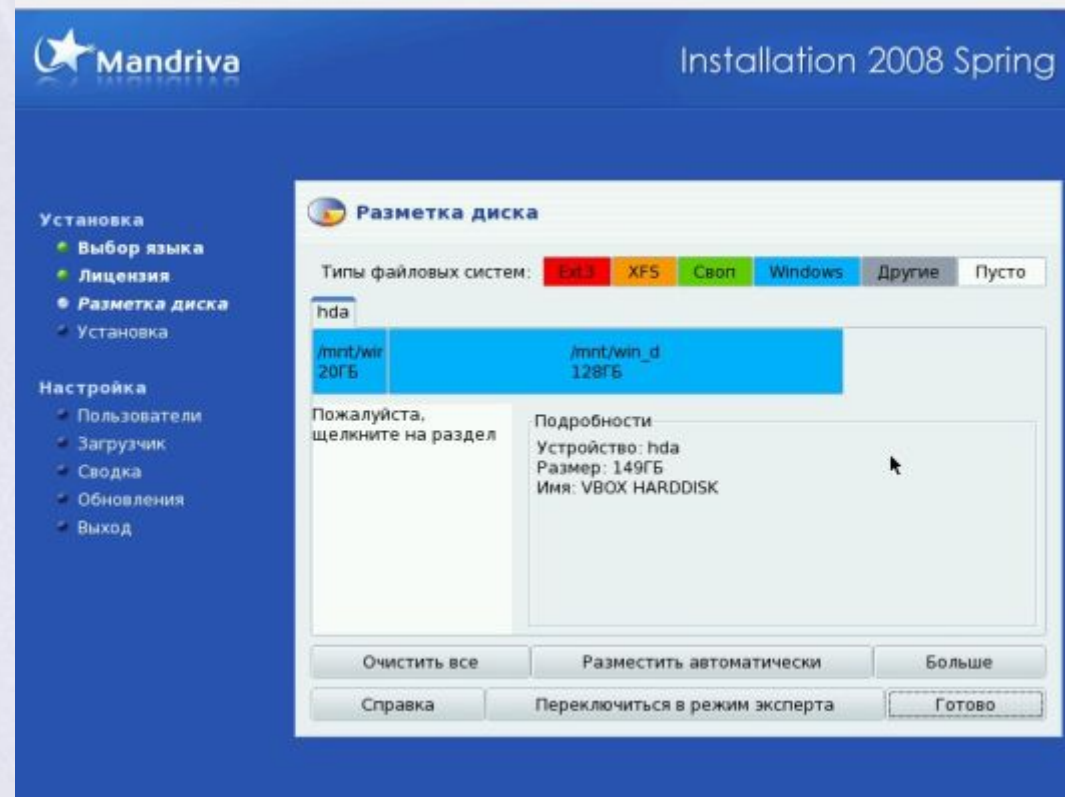 Mandriva
Installation 2008 Spring
Установка
Выбор языка
Лицензия
Разметка диска
Установка
Настройка
Пользователи
Загрузчик
Сводка
Обновления
Выход
Разметка диска
Типы файловых систем: Ext3 XFS Своп Windows Другие Пусто
hda
/mnt/wir /mnt/win_d
20ГБ 128ГБ
Пожалуйста,
щелкните на раздел
Подробности
Устройство: hda
Размер: 149ГБ
Имя: VBOX HARDDISK
Очистить все Разместить автоматически Больше
Справка Переключиться в режим эксперта Готово